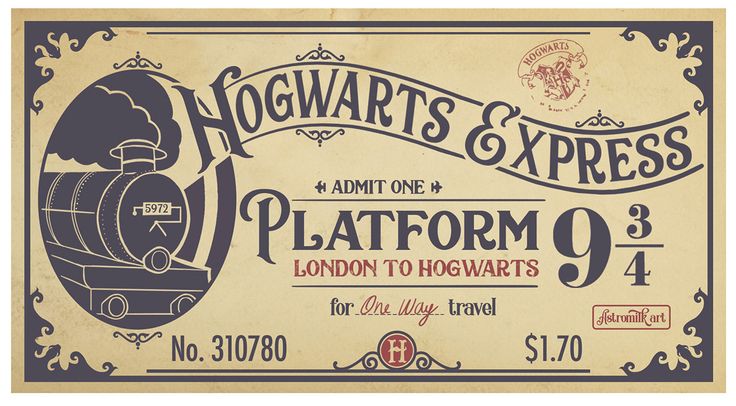 HOGWARTS
HOGWARTS EXPRESS
5972
ADMIT ONE
PLATFORM 9 3/4
LONDON TO HOGWARTS
for One Way travel
Astromilk art
No. 310780
H
$1.70